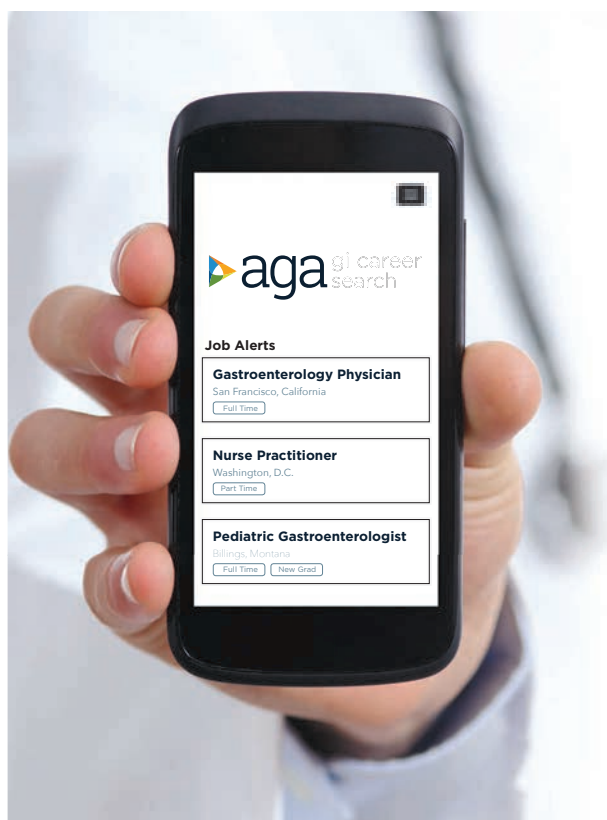 aga gi career
search
Job Alerts
Gastroenterology Physician
San Francisco, California
Full Time
Nurse Practitioner
Washington, D.C.
Part Time
Pediatric Gastroenterologist
Billings, Montana
Full Time New Grad